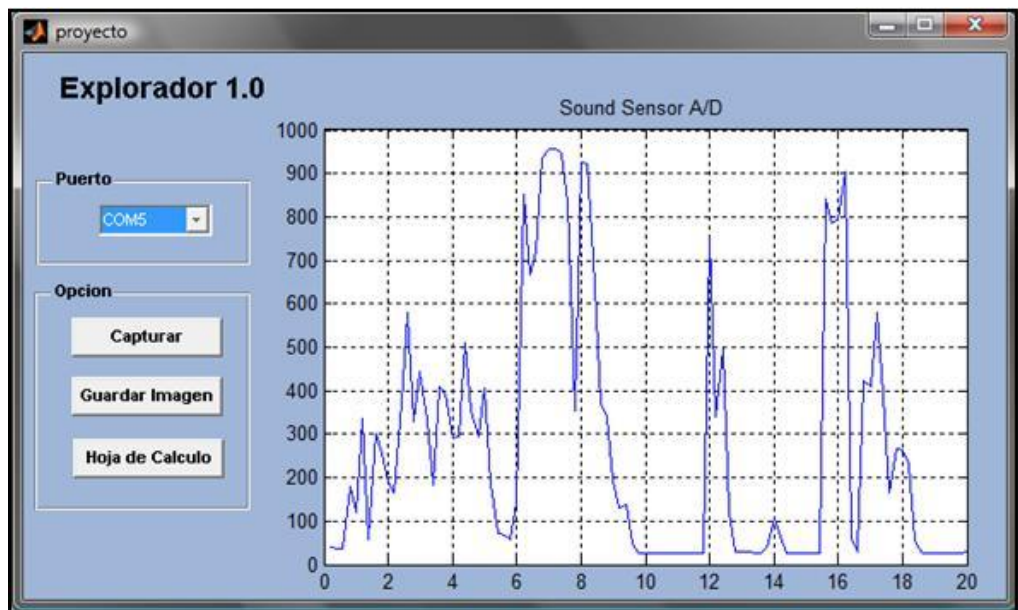 proyecto
Explorador 1.0
Puerto
COM5
Opcion
Capturar
Guardar Imagen
Hoja de Calculo
Sound Sensor A/D
1000
900
800
700
600
500
400
300
200
100
0
0 2 4 6 8 10 12 14 16 18 20